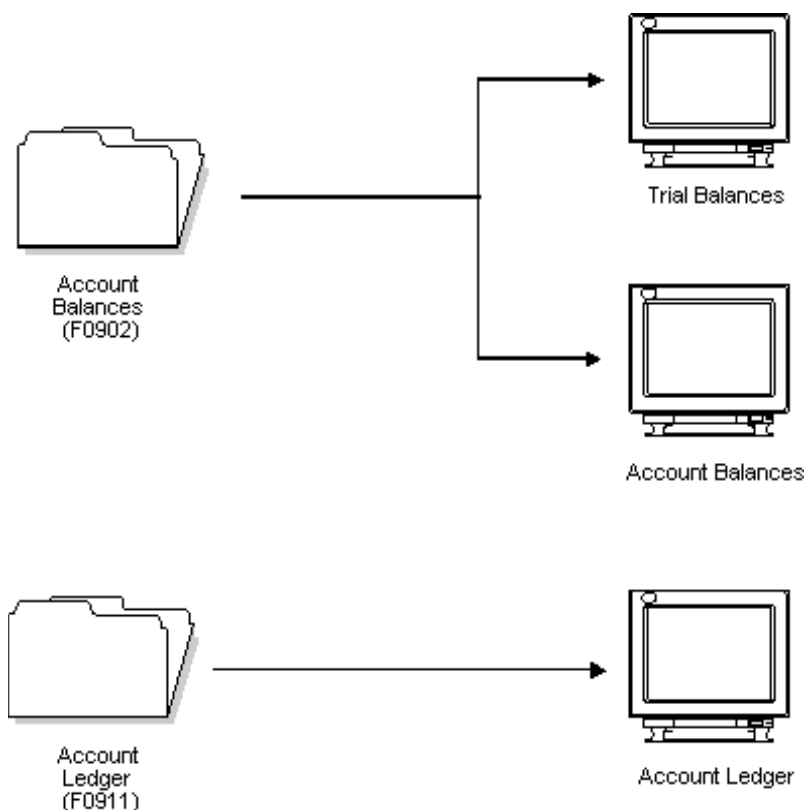 Trial Balances
Account
Balances
(F0902)
Account Balances
Account
Ledger
(F0911)
Account Ledger